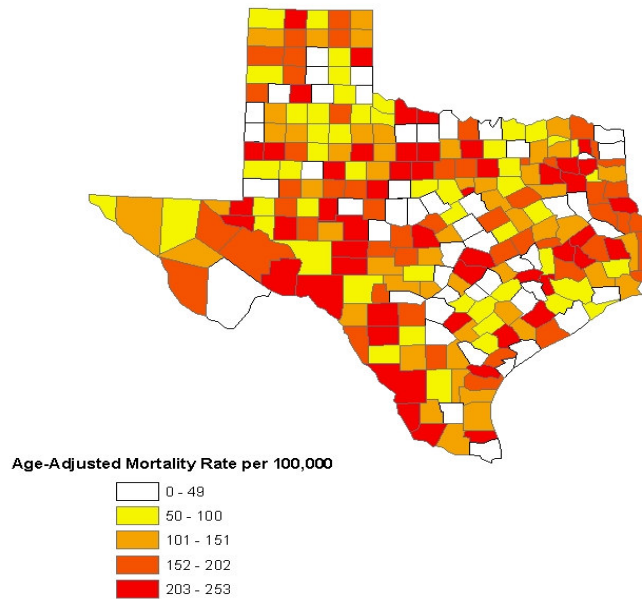 Age-Adjusted Mortality Rate per 100,000
0 - 49
50 - 100
101 - 151
152 - 202
203 - 253